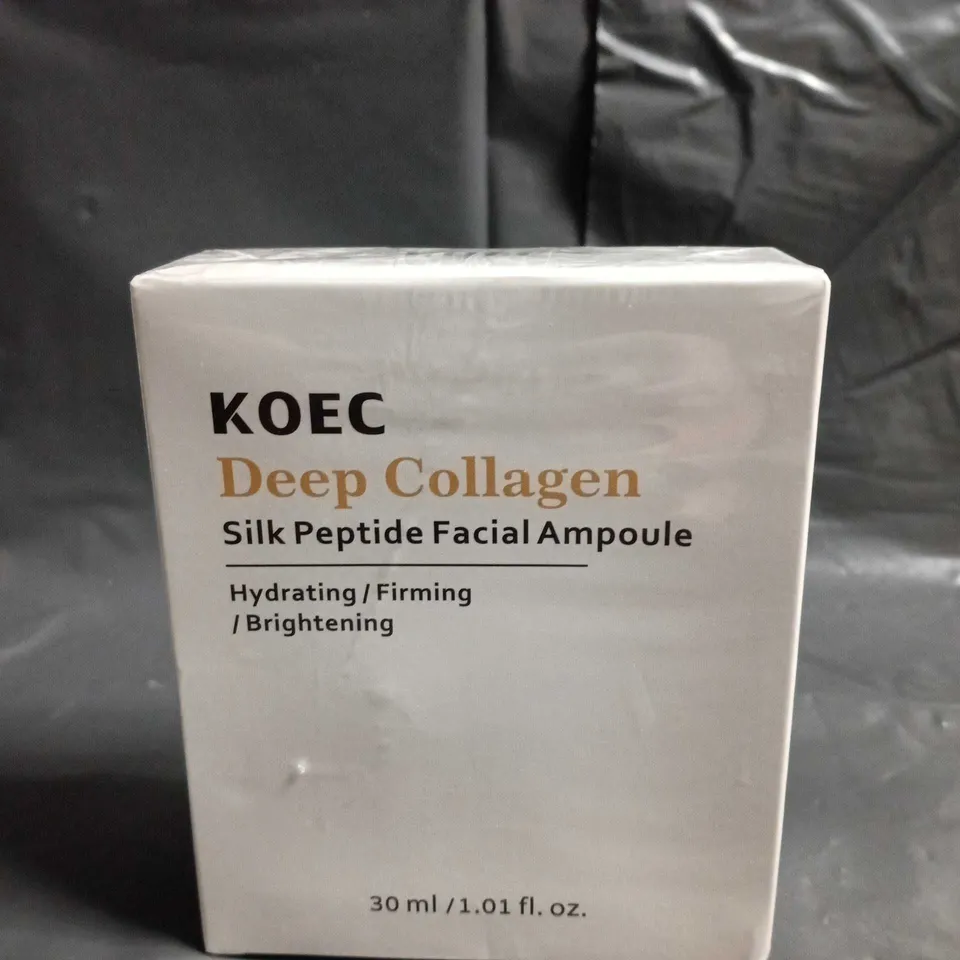 KOEC
Deep Collagen
Silk Peptide Facial Ampoule
Hydrating / Firming
/ Brightening
30 ml / 1.01 fl. oz.